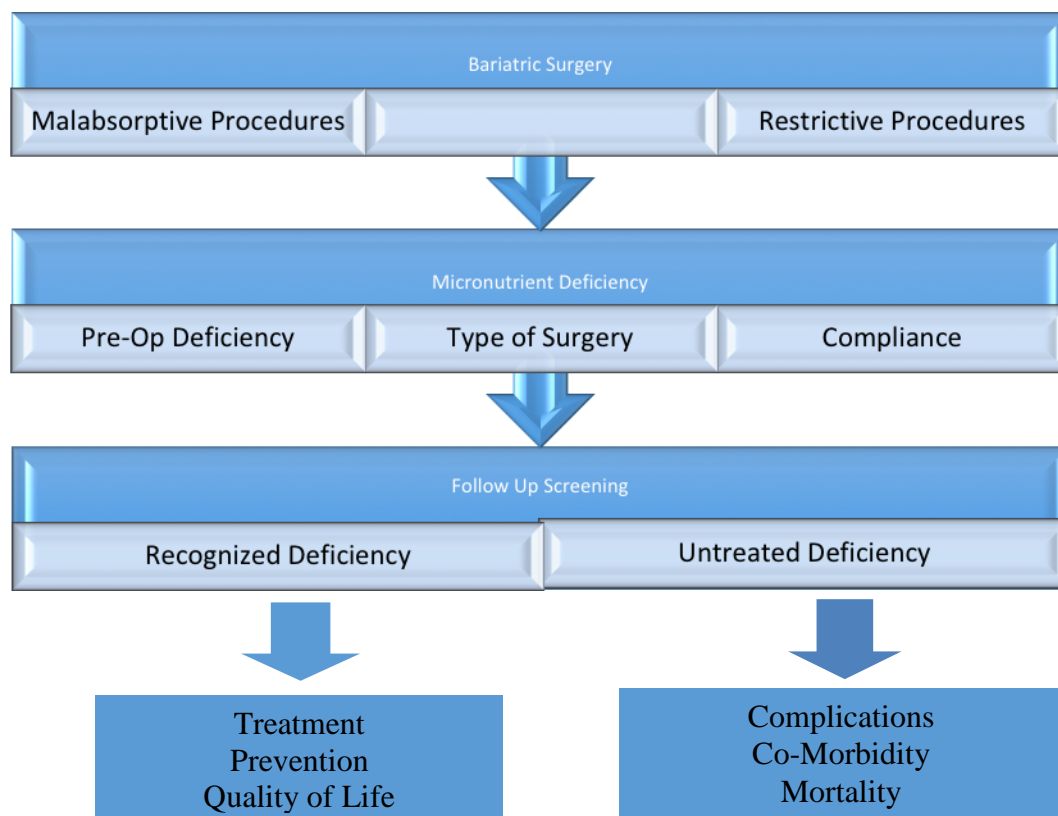 Bariatric Surgery
Malabsorptive Procedures
Restrictive Procedures
Micronutrient Deficiency
Pre-Op Deficiency
Type of Surgery
Compliance
Follow Up Screening
Recognized Deficiency
Untreated Deficiency
Treatment
Prevention
Quality of Life
Complications
Co-Morbidity
Mortality